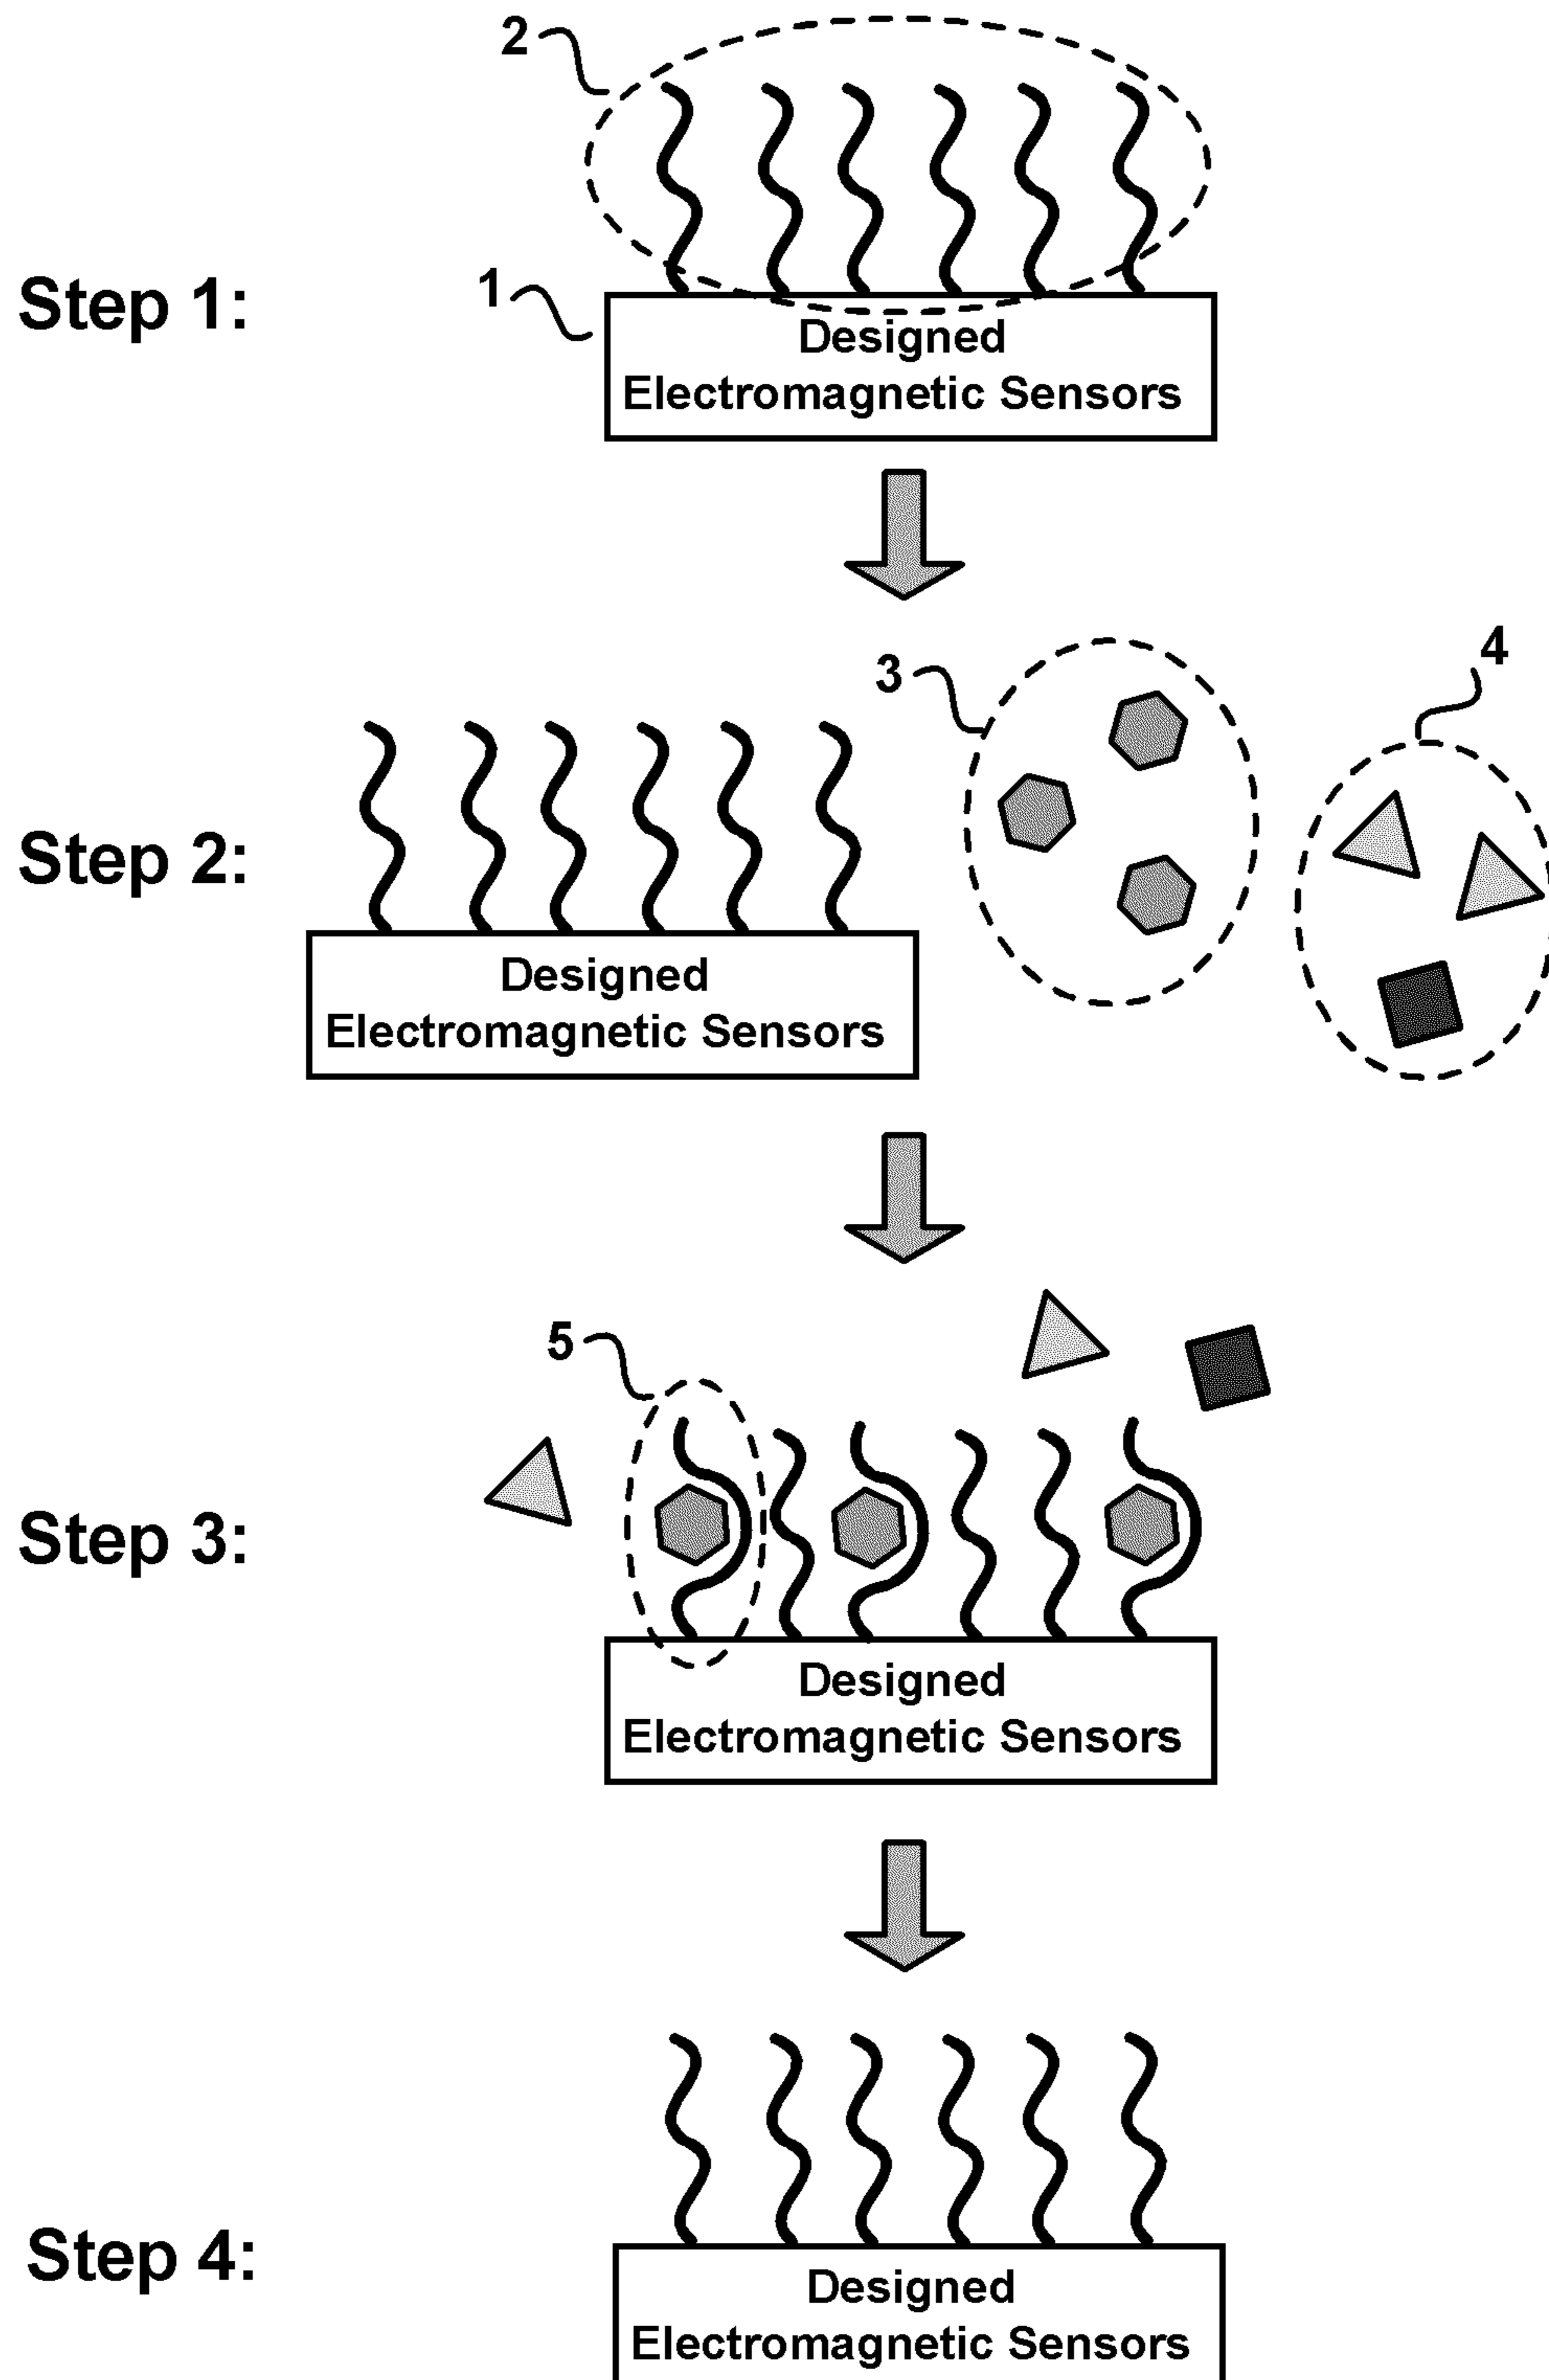 2
1
Step 1:
Designed
Electromagnetic Sensors
3
4
Step 2:
Designed
Electromagnetic Sensors
5
Step 3:
Designed
Electromagnetic Sensors
Step 4:
Designed
Electromagnetic Sensors